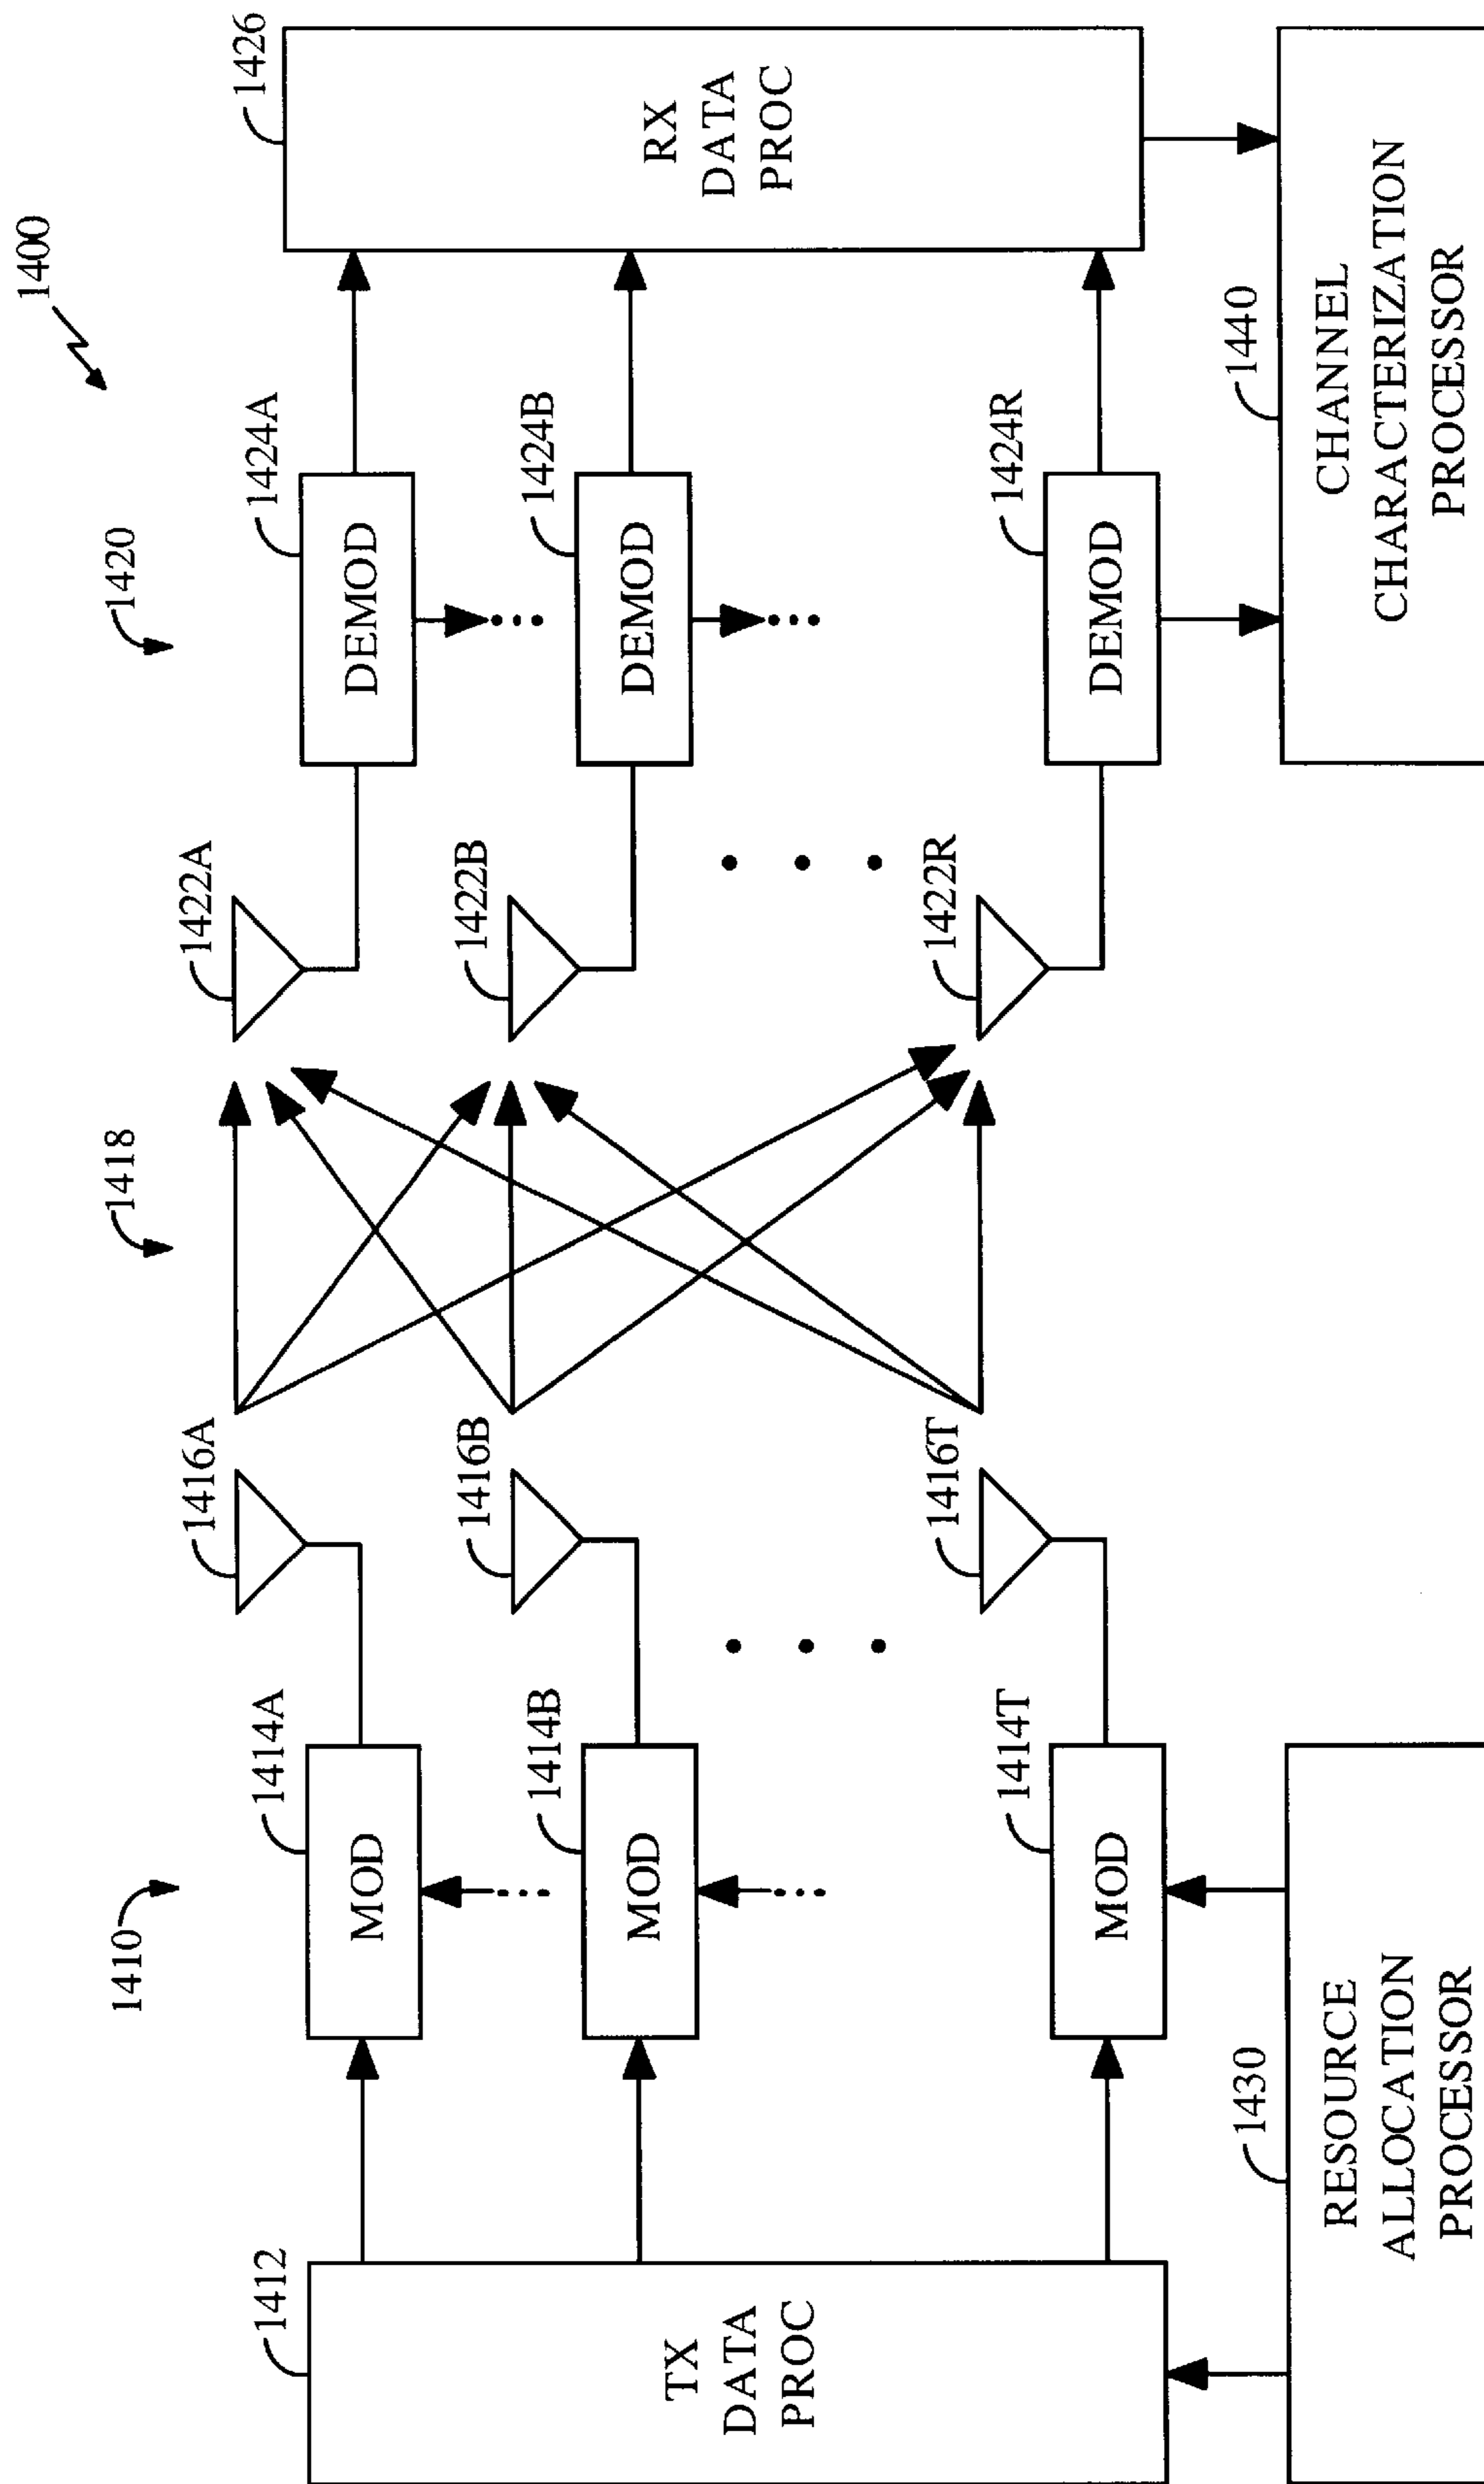 1400
1410
1418
1420
1412
TX
DATA
PROC
1414A
MOD
1416A
1422A
1424A
DEMOD
1426
RX
DATA
PROC
1414B
MOD
1416B
1422B
1424B
DEMOD
1414T
MOD
1416T
1422R
1424R
DEMOD
1430
RESOURCE
ALLOCATION
PROCESSOR
1440
CHANNEL
CHARACTERIZATION
PROCESSOR